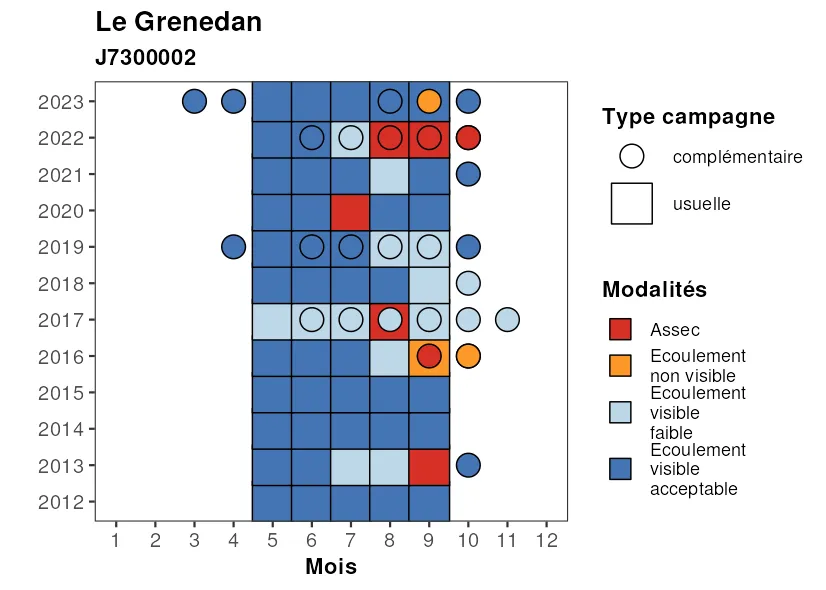 Le Grenedan
J7300002
2023
2022
2021
2020
2019
2018
2017
2016
2015
2014
2013
2012
1 2 3 4 5 6 7 8 9 10 11 12
Mois
Type campagne
complémentaire
usuelle
Modalités
Assec
Ecoulement
non visible
Ecoulement
visible
faible
Ecoulement
visible
acceptable